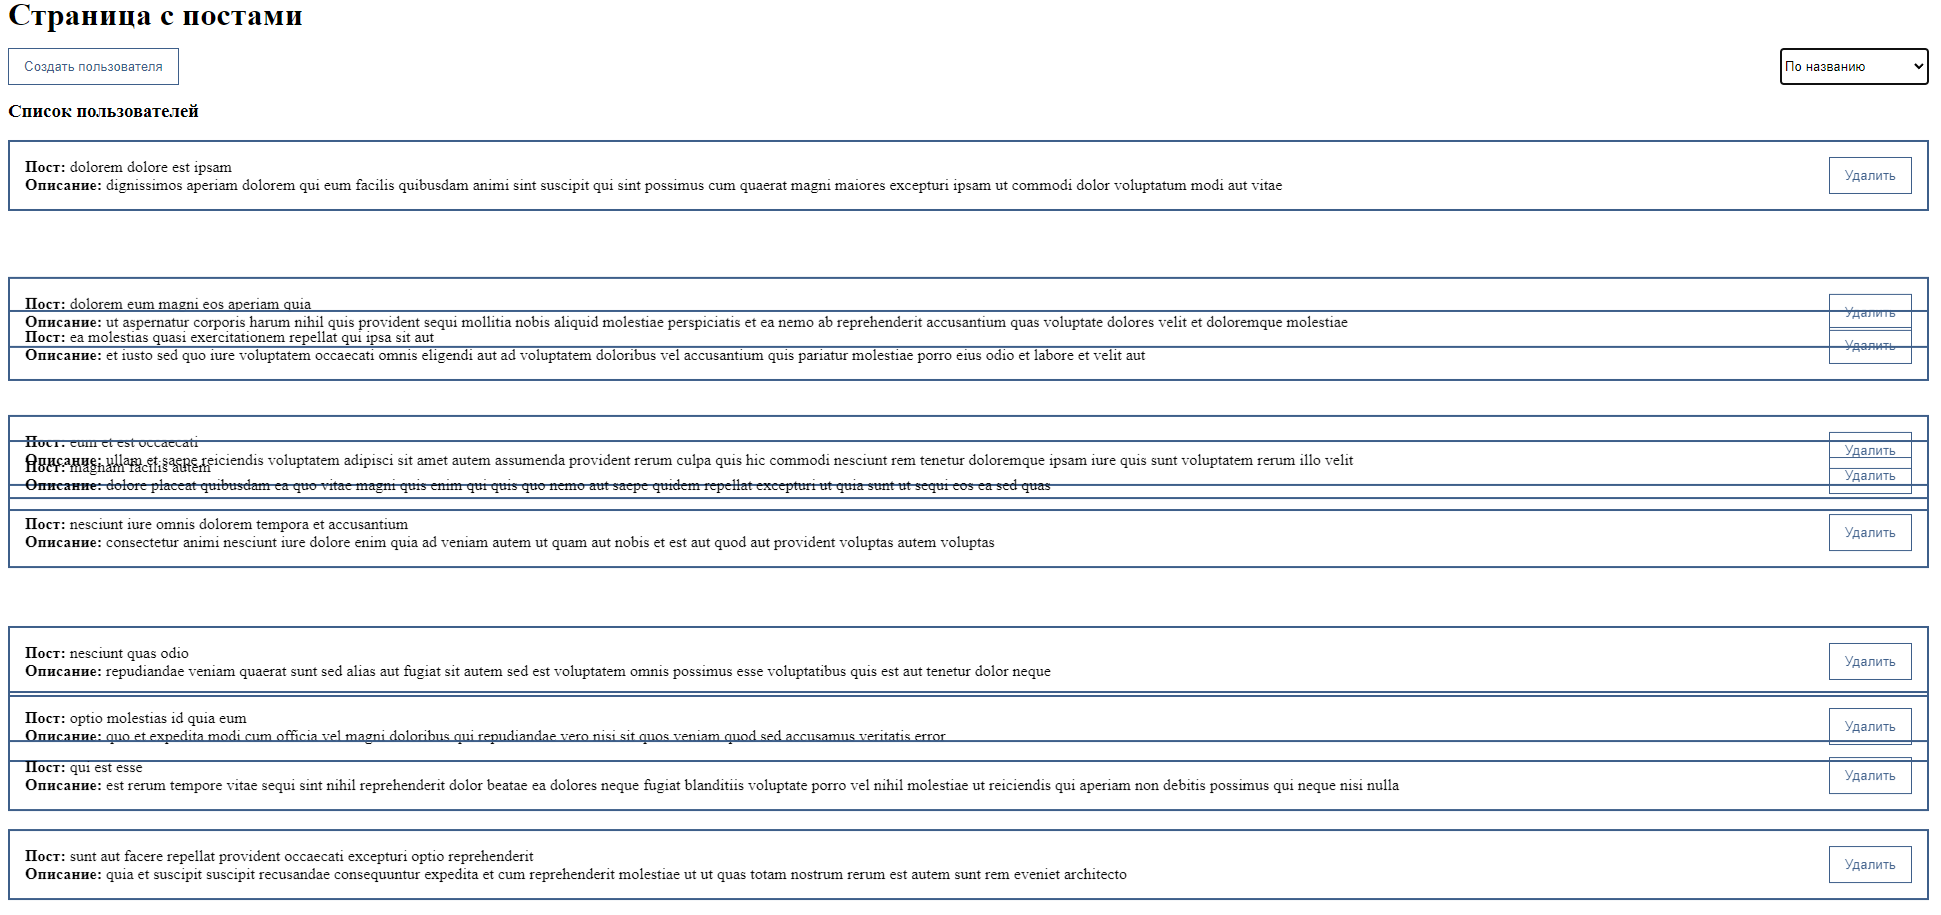 Страница с постами
Создать пользователя
По названию
Список пользователей
Пост: dolorem dolore est ipsam
Описание: dignissimos aperiam dolorem qui eum facilis quibusdam animi sint suscipit qui sint possimus cum quaerat magni maiores excepturi ipsam ut commodi dolor voluptatum modi aut vitae
Удалить
Пост: dolorem eum magni eos aperiam quia
Описание: ut aspernatur corporis harum nihil quis provident sequi mollitia nobis aliquid molestiae perspiciatis et ea nemo ab reprehenderit accusantium quas voluptate dolores velit et doloremque molestiae
Удалить
Пост: ea molestias quasi exercitationem repellat qui ipsa sit aut
Описание: et iusto sed quo iure voluptatem occaecati omnis eligendi aut ad voluptatem doloribus vel accusantium quis pariatur molestiae porro eius odio et labore et velit aut
Удалить
Пост: eum et est occaecati
Описание: ullam et saepe reiciendis voluptatem adipisci sit amet autem assumenda provident rerum culpa quis hic commodi nesciunt rem tenetur doloremque ipsam iure quis sunt voluptatem rerum illo velit
Удалить
Пост: magnam facilis autem
Описание: dolore placeat quibusdam ea quo vitae magni quis enim qui quis quo nemo aut saepe quidem repellat excepturi ut quia sunt ut sequi eos ea sed quas
Удалить
Пост: nesciunt iure omnis dolorem tempora et accusantium
Описание: consectetur animi nesciunt iure dolore enim quia ad veniam autem ut quam aut nobis et est aut quod aut provident voluptas autem voluptas
Удалить
Пост: nesciunt quas odio
Описание: repudiandae veniam quaerat sunt sed alias aut fugiat sit autem sed est voluptatem omnis possimus esse voluptatibus quis est aut tenetur dolor neque
Удалить
Пост: optio molestias id quia eum
Описание: quo et expedita modi cum officia vel magni doloribus qui repudiandae vero nisi sit quos veniam quod sed accusamus veritatis error
Удалить
Пост: qui est esse
Описание: est rerum tempore vitae sequi sint nihil reprehenderit dolor beatae ea dolores neque fugiat blanditiis voluptate porro vel nihil molestiae ut reiciendis qui aperiam non debitis possimus qui neque nisi nulla
Удалить
Пост: sunt aut facere repellat provident occaecati excepturi optio reprehenderit
Описание: quia et suscipit suscipit recusandae consequuntur expedita et cum reprehenderit molestiae ut ut quas totam nostrum rerum est autem sunt rem eveniet architecto
Удалить